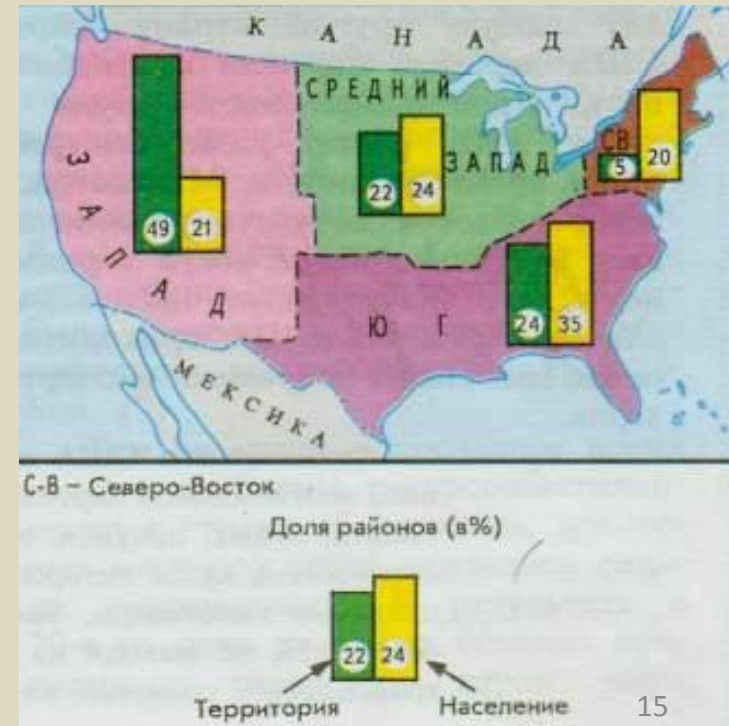 КАНАДА
СРЕДНИЙ
ЗАПАД
СВ
5
20
22
24
49
21
ЗАПАД
24
35
ЮГ
МЕКСИКА
С-В – Северо-Восток
Доля районов (в%)
22
24
Территория
Население
15